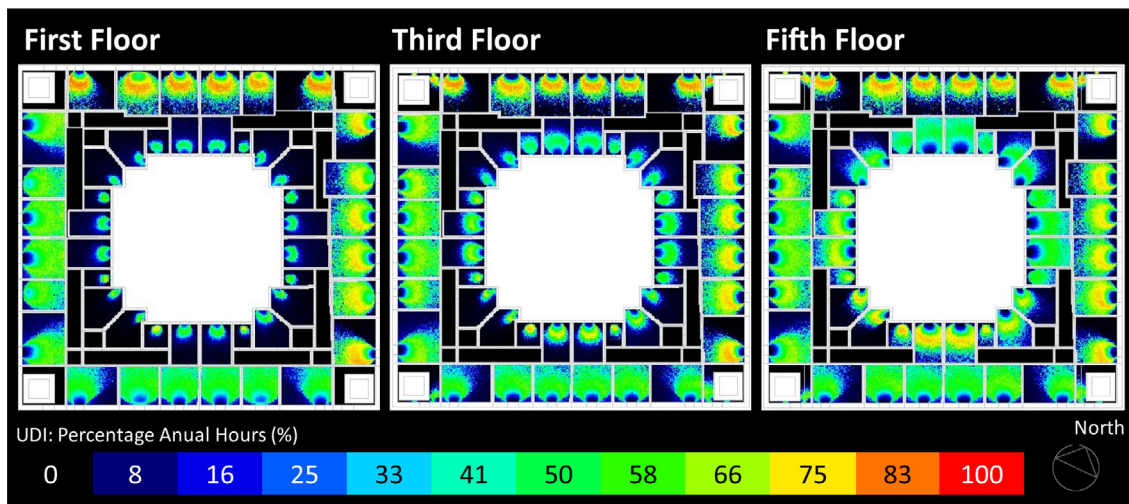 First Floor
Third Floor
Fifth Floor
UDI: Percentage Anual Hours (%)
North
0 8 16 25 33 41 50 58 66 75 83 100